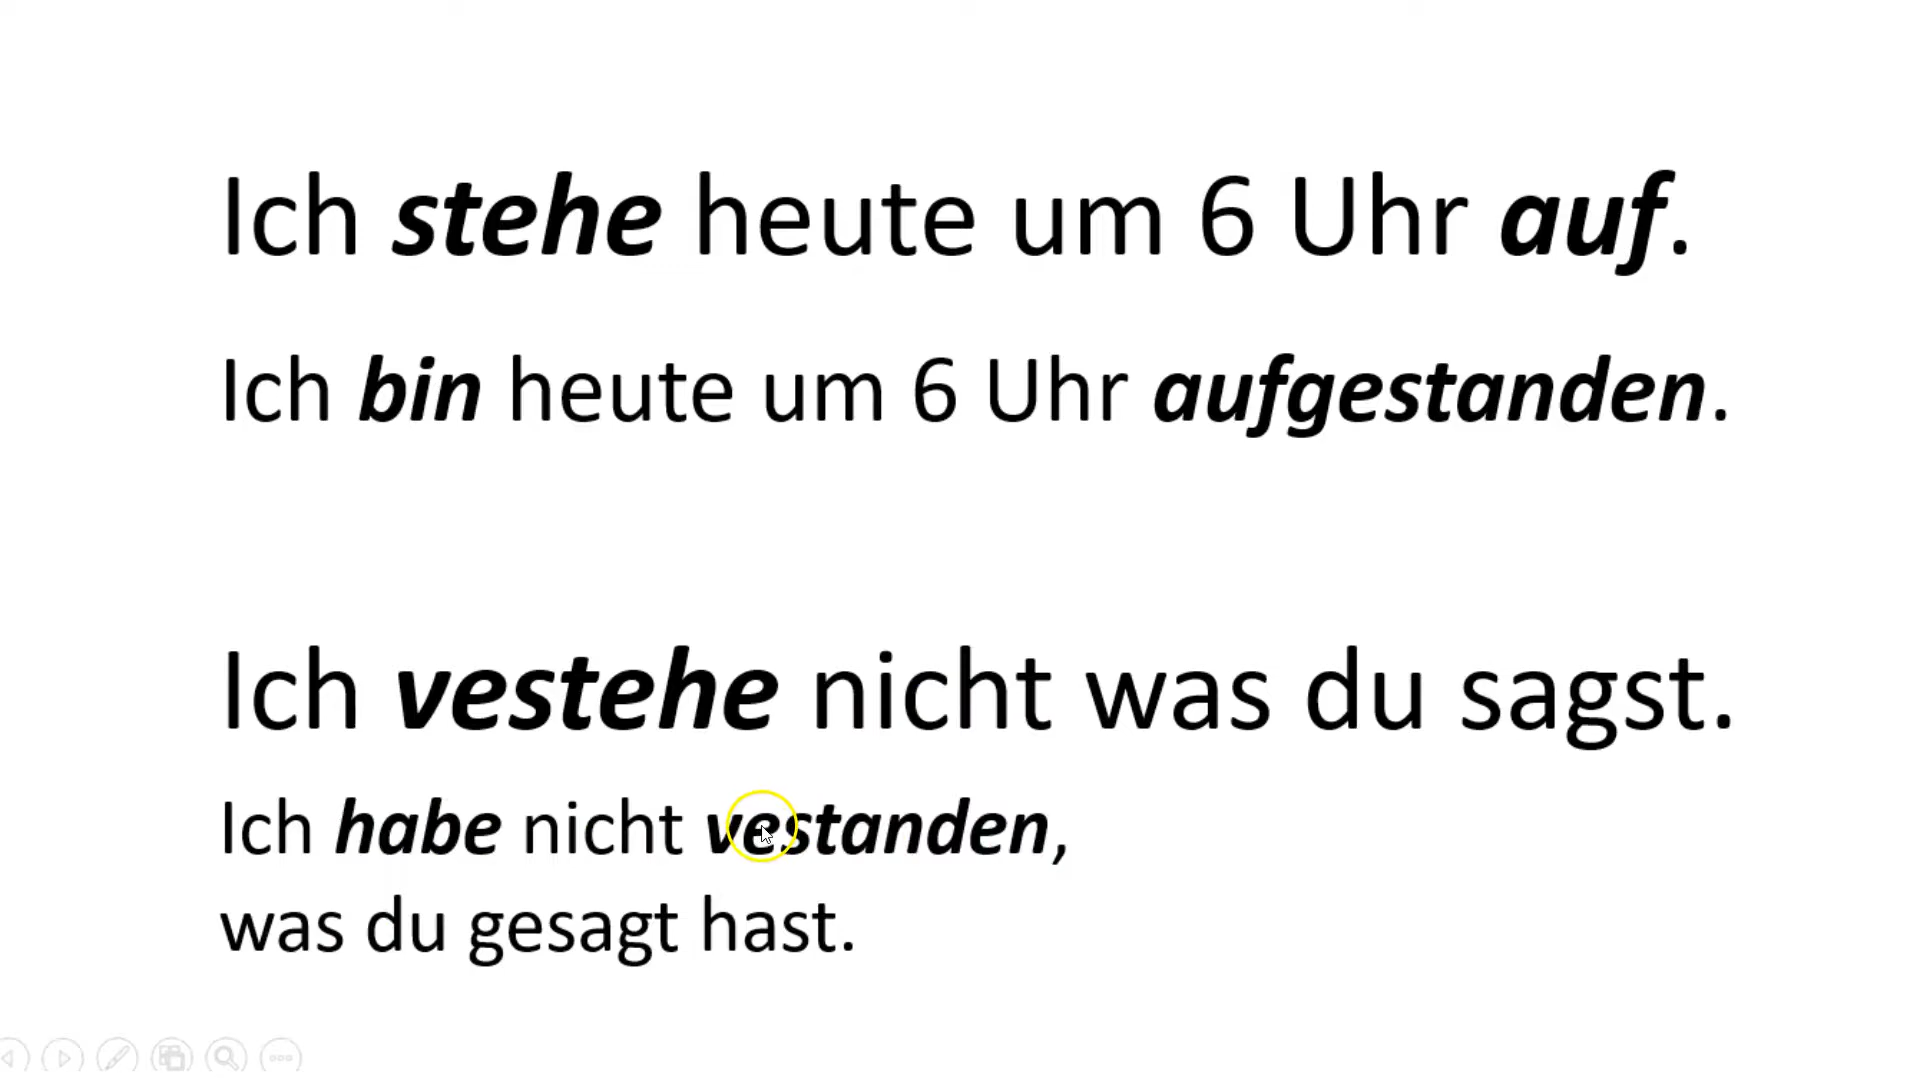 Ich stehe heute um 6 Uhr auf.
Ich bin heute um 6 Uhr aufgestanden.
Ich vestehe nicht was du sagst.
Ich habe nicht vestanden,
was du gesagt hast.